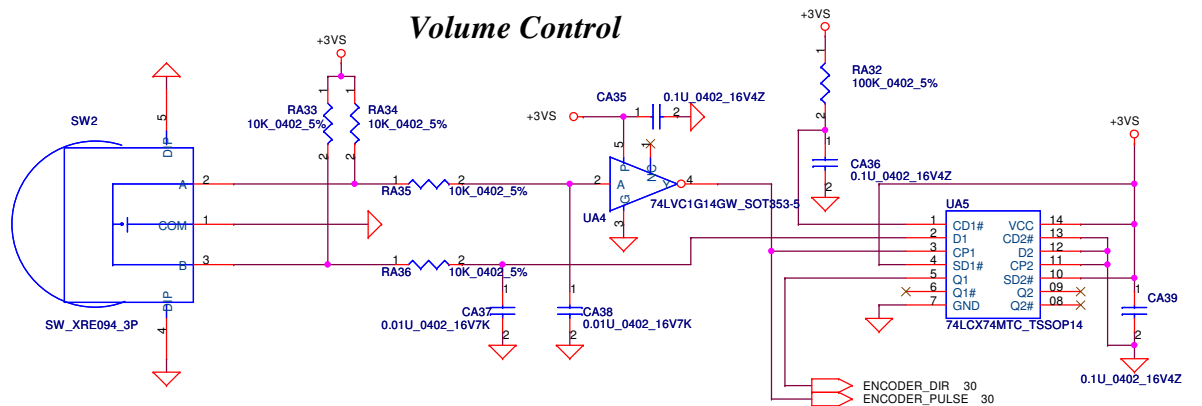 Volume Control
+3VS
+3VS
RA32
100K_0402_5%
1
2
RA33
10K_0402_5%
1
2
RA34
10K_0402_5%
1
2
CA35
0.1U_0402_16V4Z
1
2
+3VS
+3VS
CA36
0.1U_0402_16V4Z
1
2
SW2
5
DIP
A
2
COM
1
B
3
DIP
4
SW_XRE094_3P
1
RA35
2
10K_0402_5%
1
RA36
2
10K_0402_5%
5
P
1
NC
2
A
Y
4
G
3
UA4
74LVC1G14GW_SOT353-5
1
CA37
0.01U_0402_16V7K
2
1
CA38
0.01U_0402_16V7K
2
UA5
1 CD1# VCC 14
2 D1 CD2# 13
3 CP1 D2 12
4 SD1# CP2 11
5 Q1 SD2# 10
6 Q1# Q2 09
7 GND Q2# 08
74LCX74MTC_TSSOP14
1
CA39
2
0.1U_0402_16V4Z
ENCODER_DIR 30
ENCODER_PULSE 30